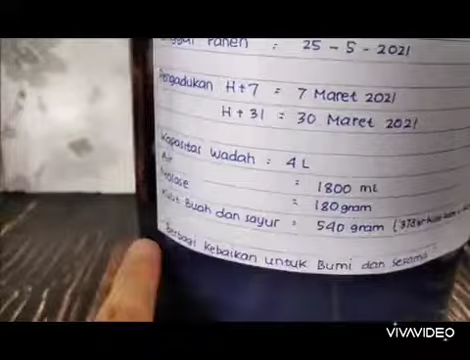 Tanggal Panen : 25 - 5 - 2021
Pengadukan H+7 = 7 Maret 2021
H + 31 = 30 Maret 2021
Kapasitas Wadah : 4 L
Air : 1800 mL
: 180 gram
Kulit Buah dan sayur : 540 gram (378gr
Berbagi kebaikan untuk Bumi dan sesama
VIVAVIDEO